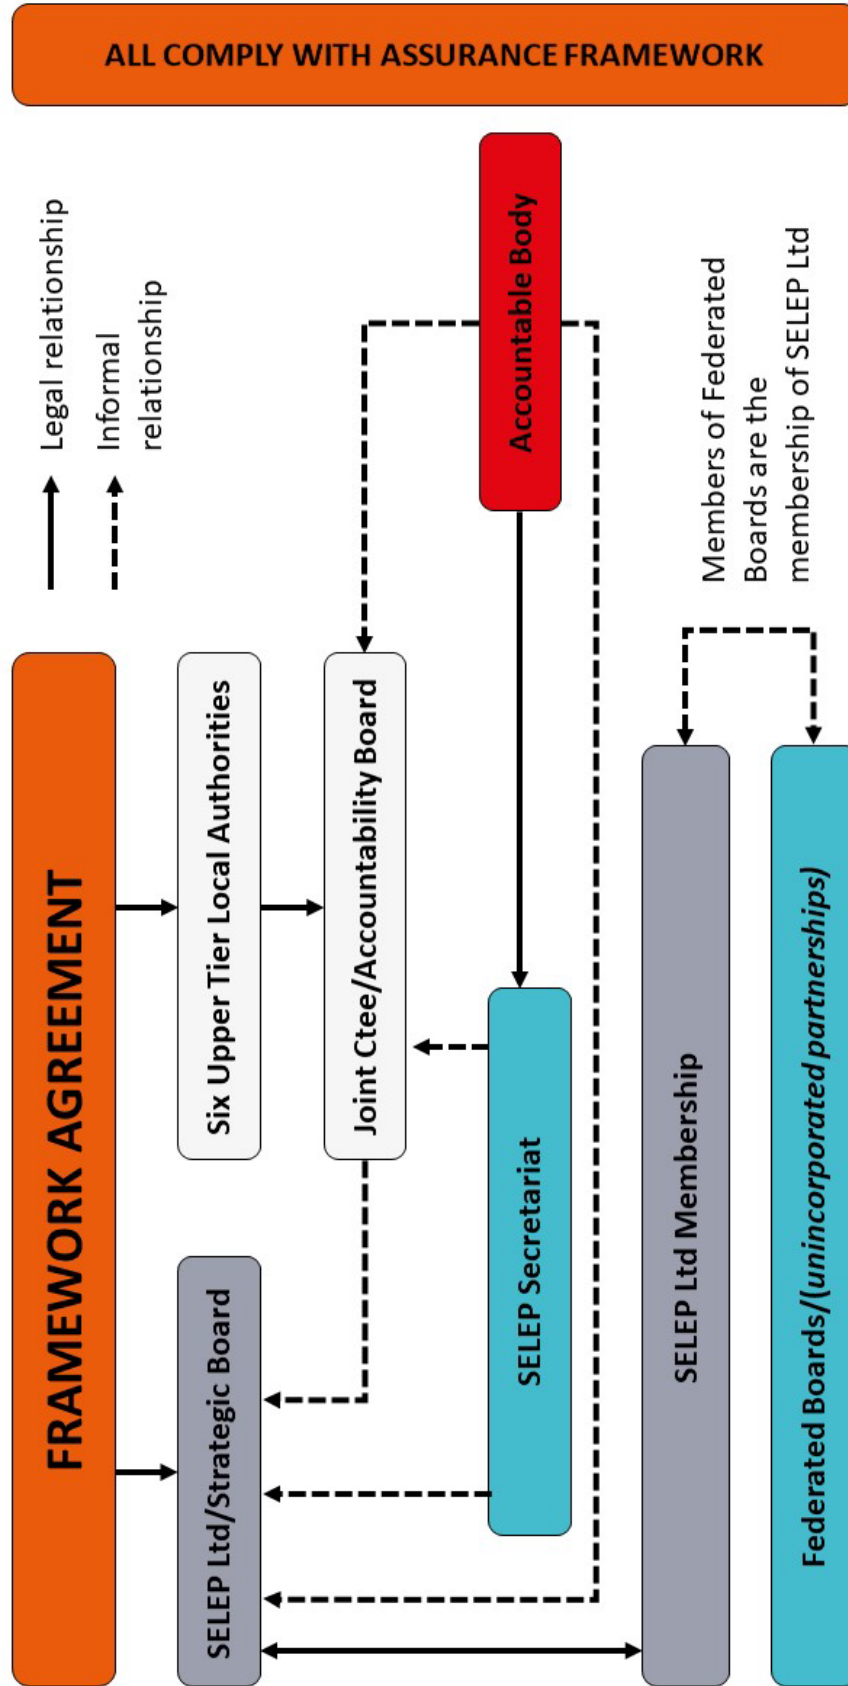 ALL COMPLY WITH ASSURANCE FRAMEWORK
FRAMEWORK AGREEMENT
Legal relationship
Informal
relationship
SELEP Ltd/Strategic Board
Six Upper Tier Local Authorities
Joint Ctee/Accountability Board
SELEP Secretariat
Accountable Body
SELEP Ltd Membership
Members of Federated
Boards are the
membership of SELEP Ltd
Federated Boards/(unincorporated partnerships)